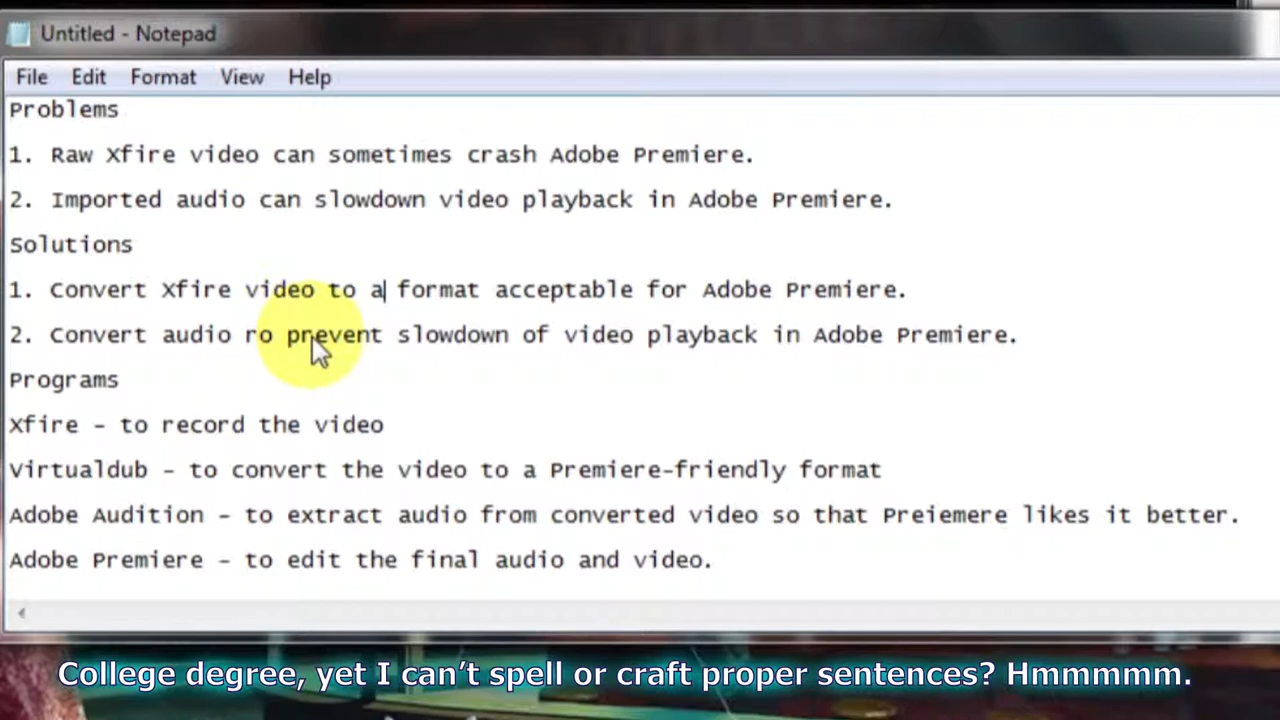 Untitled - Notepad
File Edit Format View Help
Problems
1. Raw Xfire video can sometimes crash Adobe Premiere.
2. Imported audio can slowdown video playback in Adobe Premiere.
Solutions
1. Convert Xfire video to a format acceptable for Adobe Premiere.
2. Convert audio ro prevent slowdown of video playback in Adobe Premiere.
Programs
Xfire - to record the video
Virtualdub - to convert the video to a Premiere-friendly format
Adobe Audition - to extract audio from converted video so that Preiemere likes it better.
Adobe Premiere - to edit the final audio and video.
College degree, yet I can’t spell or craft proper sentences? Hmmmmm.